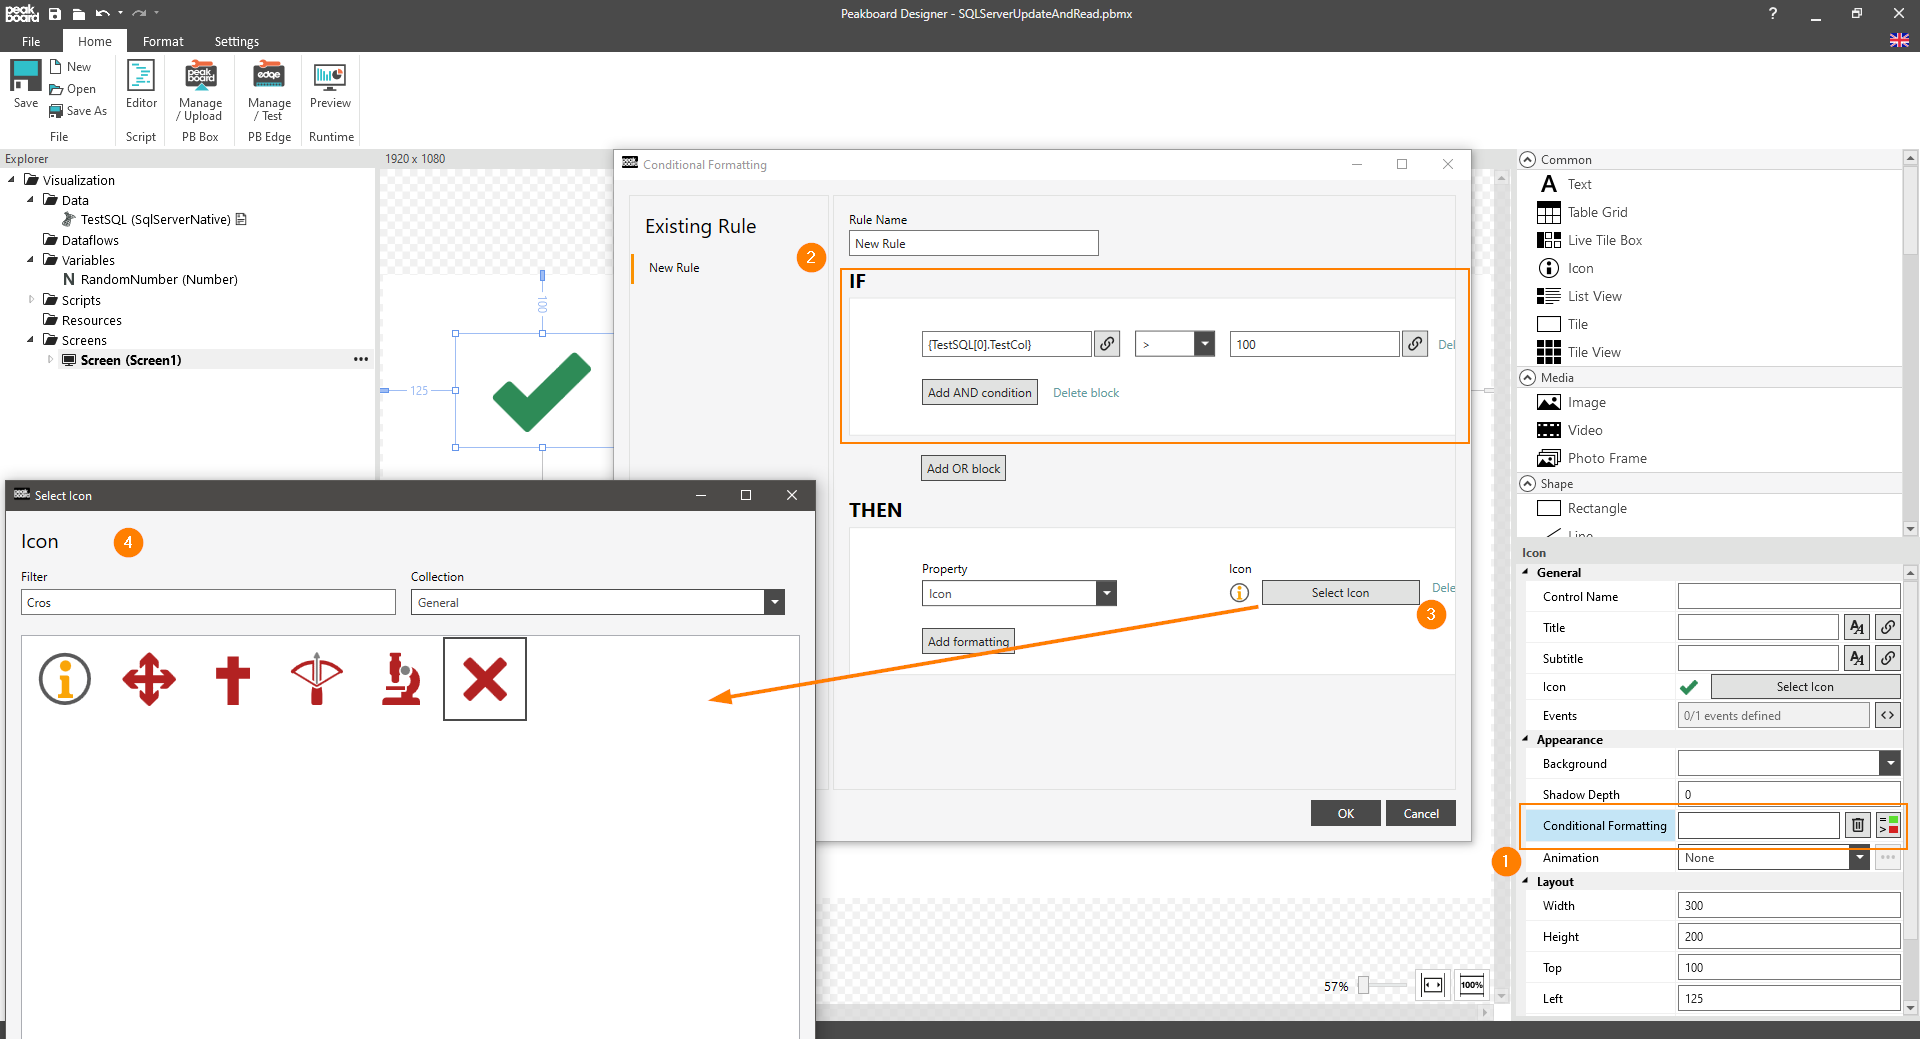 peak board
Peakboard Designer - SQLServerUpdateAndRead.pbmx
?
File
Home
Format
Settings
Save
New
Open
Save As
File
Editor
Script
peak board
Manage / Upload
PB Box
edge
Manage / Test
PB Edge
Preview
Runtime
Explorer
Visualization
Data
TestSQL (SqlServerNative)
Dataflows
Variables
N RandomNumber (Number)
Scripts
Resources
Screens
Screen (Screen1)
1920 x 1080
100
125
Conditional Formatting
Existing Rule
New Rule
2
Rule Name
New Rule
IF
{TestSQL[0].TestCol}
>
100
Del
Add AND condition
Delete block
Add OR block
THEN
Property
Icon
Icon
Select Icon
Dele
3
Add formatting
OK
Cancel
Select Icon
Icon
4
Filter
Cros
Collection
General
57%
100%
Common
A Text
Table Grid
Live Tile Box
Icon
List View
Tile
Tile View
Media
Image
Video
Photo Frame
Shape
Rectangle
Line
Icon
General
Control Name
Title
Subtitle
Icon
Select Icon
Events
0/1 events defined
Appearance
Background
Shadow Depth
0
Conditional Formatting
1
Animation
None
Layout
Width
300
Height
200
Top
100
Left
125